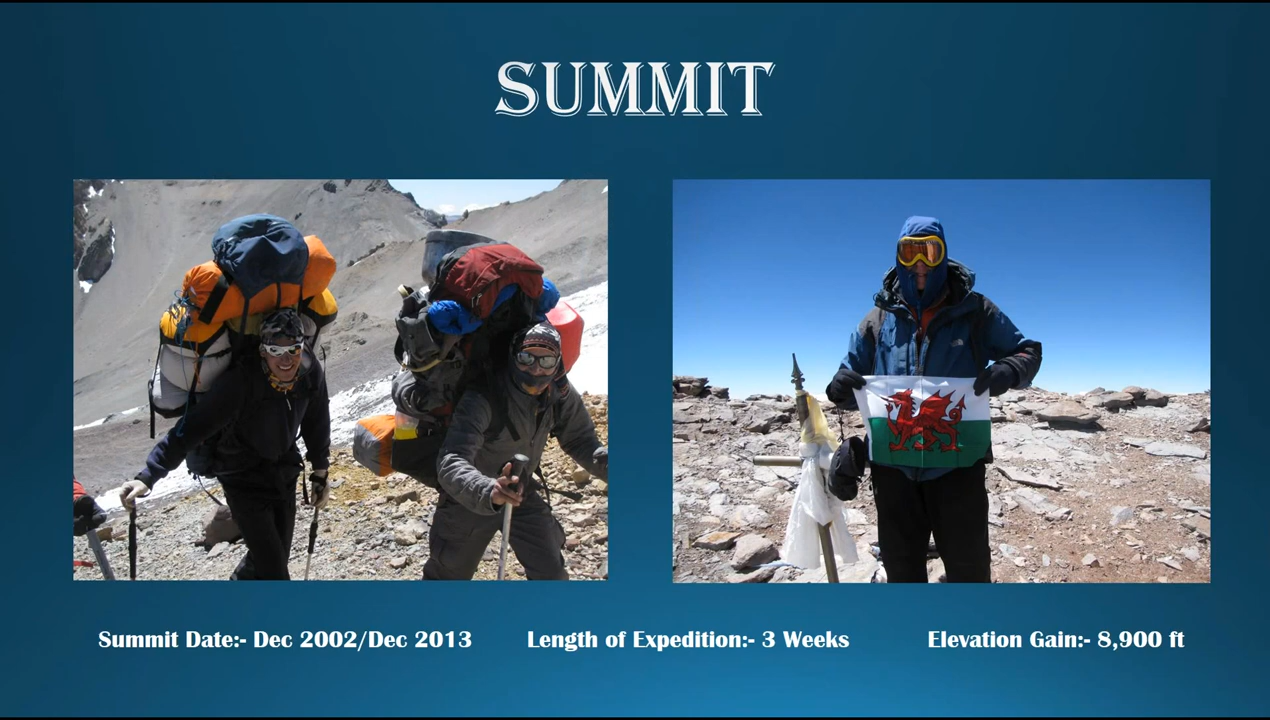 SUMMIT
Summit Date:- Dec 2002/Dec 2013
Length of Expedition:- 3 Weeks
Elevation Gain:- 8,900 ft